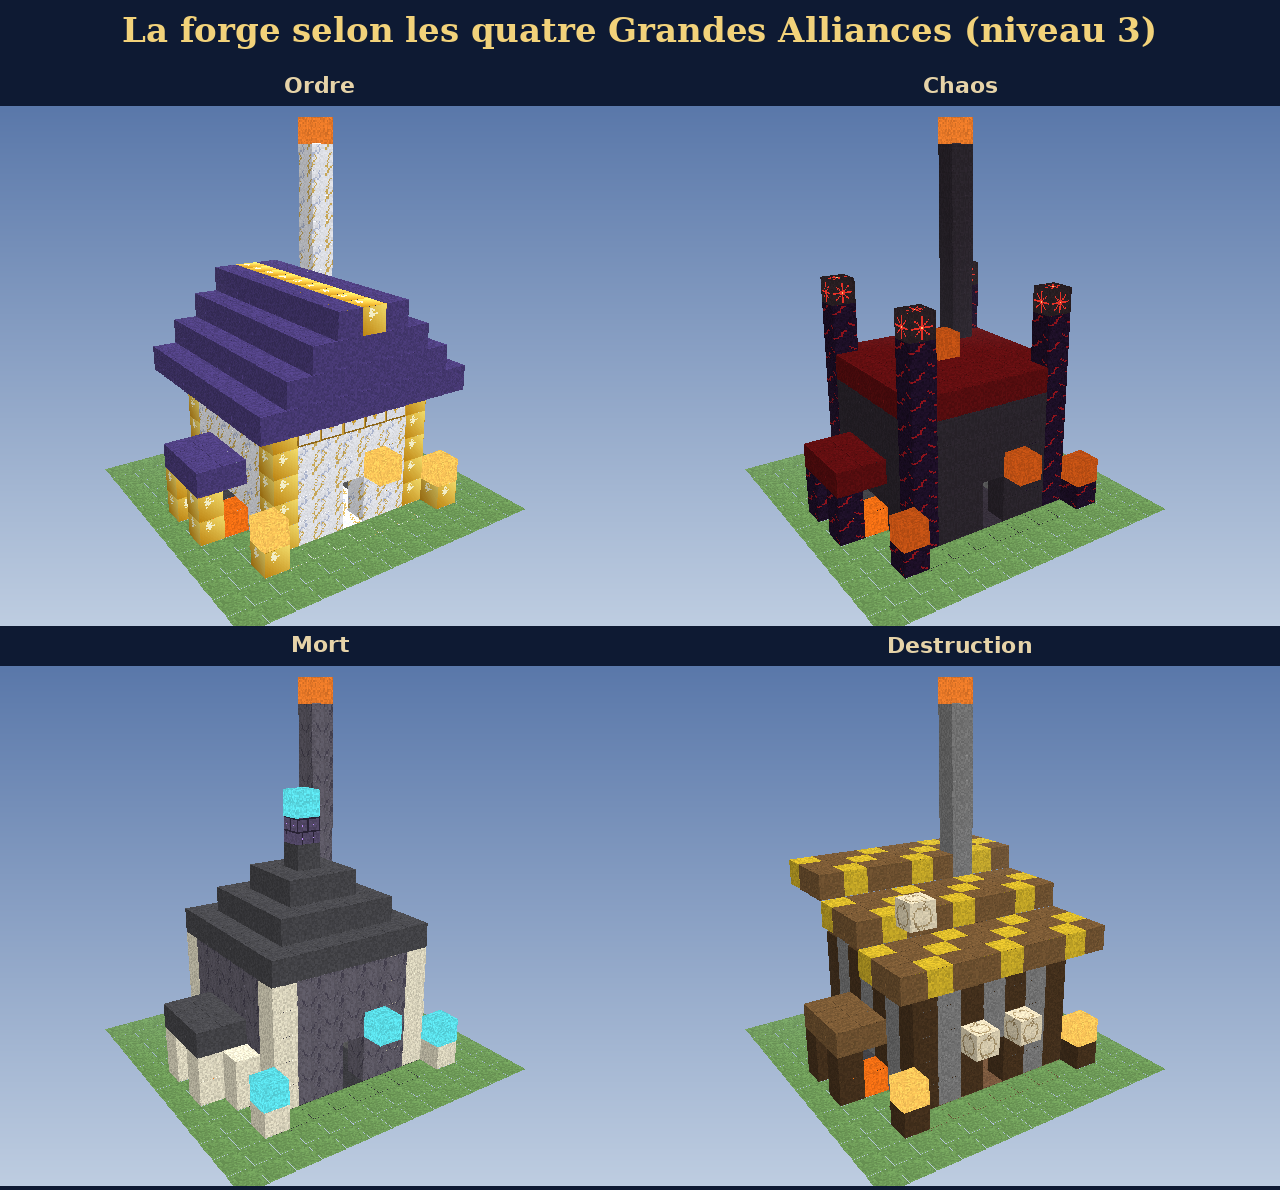 La forge selon les quatre Grandes Alliances (niveau 3)
Ordre
Chaos
Mort
Destruction